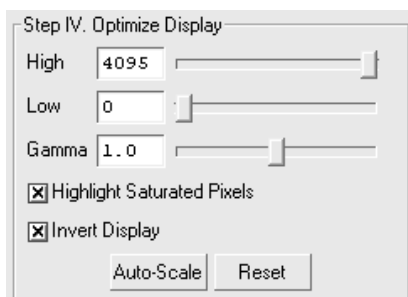 Step IV. Optimize Display
High 4095
Low 0
Gamma 1.0
Highlight Saturated Pixels
Invert Display
Auto-Scale Reset